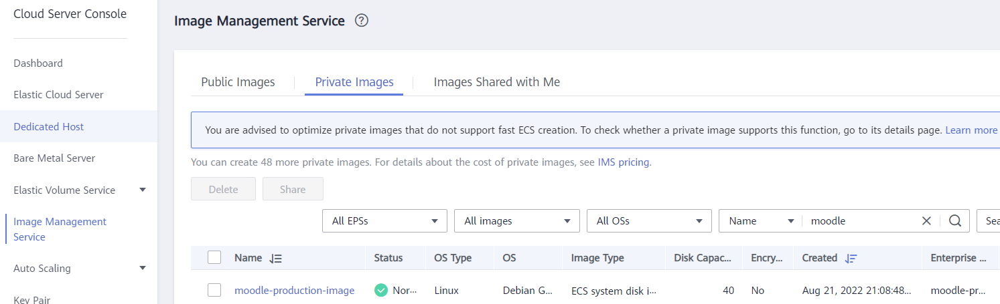 Cloud Server Console
Dashboard
Elastic Cloud Server
Dedicated Host
Bare Metal Server
Elastic Volume Service
Image Management
Service
Auto Scaling
Key Pair
Image Management Service ?
Public Images Private Images Images Shared with Me
You are advised to optimize private images that do not support fast ECS creation. To check whether a private image supports this function, go to its details page. Learn more
You can create 48 more private images. For details about the cost of private images, see IMS pricing.
Delete Share
All EPSs All images All OSs Name moodle Sea
Name Status OS Type OS Image Type Disk Capac... Encry... Created Enterprise ...
moodle-production-image Nor... Linux Debian G... ECS system disk i... 40 No Aug 21, 2022 21:08:48... moodle-pr...